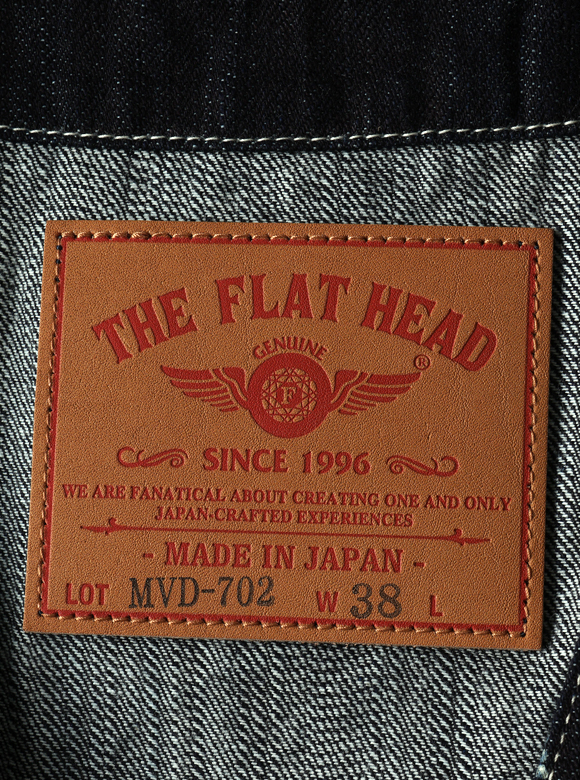 THE FLAT HEAD
GENUINE
®
F
SINCE 1996
WE ARE FANATICAL ABOUT CREATING ONE AND ONLY
JAPAN-CRAFTED EXPERIENCES
- MADE IN JAPAN -
LOT MVD-702 W 38 L